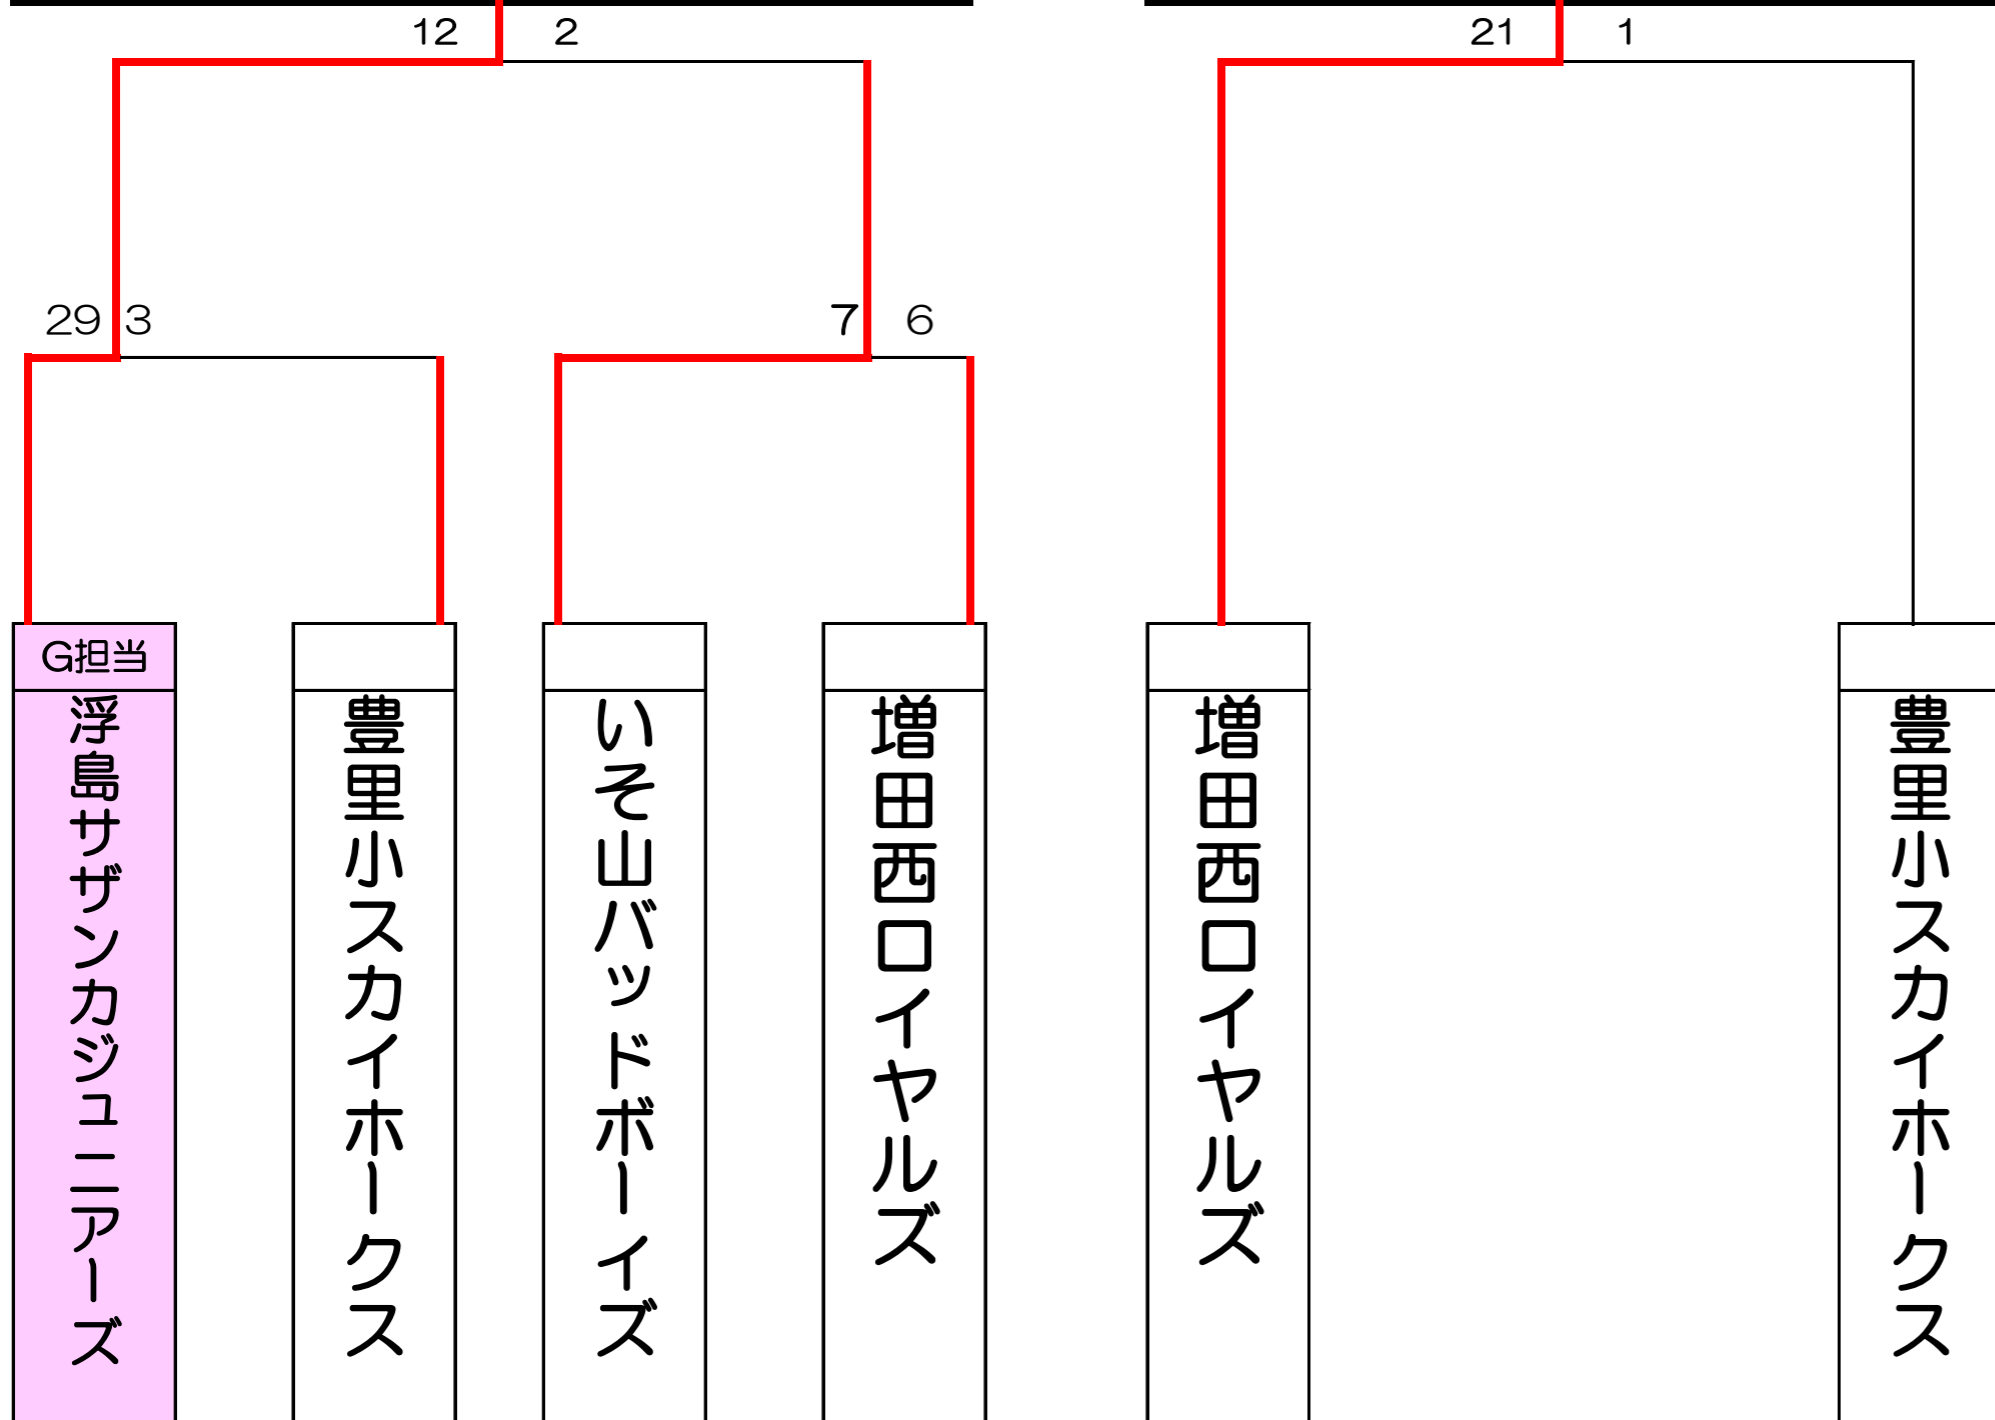 12 2
21 1
29 3
7 6
G担当
浮島サザンカジュニアーズ
豊里小スカイホークス
いそ山バッドボーイズ
増田西ロイヤルズ
増田西ロイヤルズ
豊里小スカイホークス